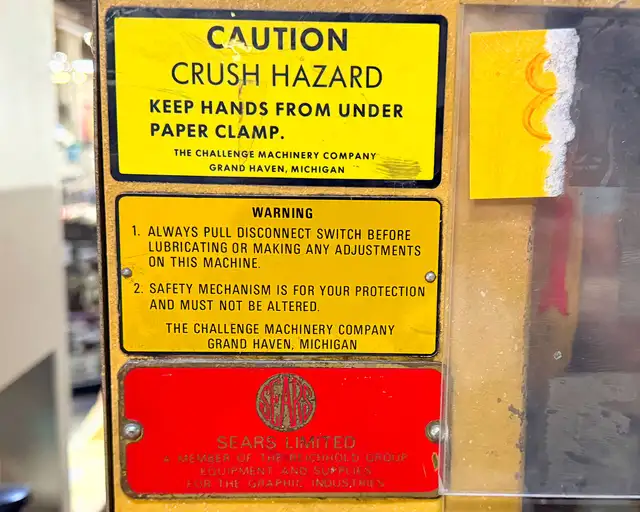 CAUTION
CRUSH HAZARD
KEEP HANDS FROM UNDER
PAPER CLAMP.
THE CHALLENGE MACHINERY COMPANY
GRAND HAVEN, MICHIGAN
WARNING
1. ALWAYS PULL DISCONNECT SWITCH BEFORE
LUBRICATING OR MAKING ANY ADJUSTMENTS
ON THIS MACHINE.
2. SAFETY MECHANISM IS FOR YOUR PROTECTION
AND MUST NOT BE ALTERED.
THE CHALLENGE MACHINERY COMPANY
GRAND HAVEN, MICHIGAN
SEARS
SEARS LIMITED
A MEMBER OF THE REICHHOLD GROUP
EQUIPMENT AND SUPPLIES
FOR THE GRAPHIC INDUSTRIES